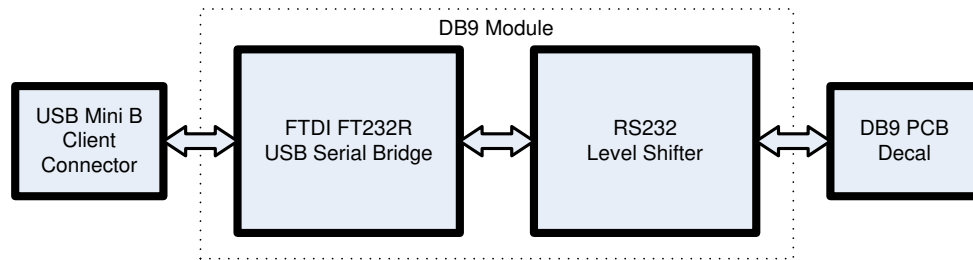 DB9 Module
USB Mini B
Client
Connector
FTDI FT232R
USB Serial Bridge
RS232
Level Shifter
DB9 PCB
Decal